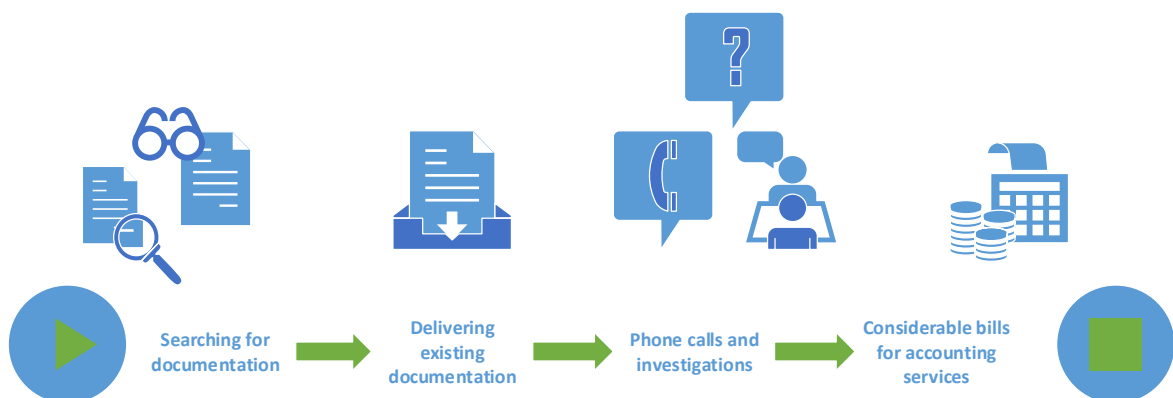 ?
Searching for
documentation
Delivering
existing
documentation
Phone calls and
investigations
Considerable bills
for accounting
services